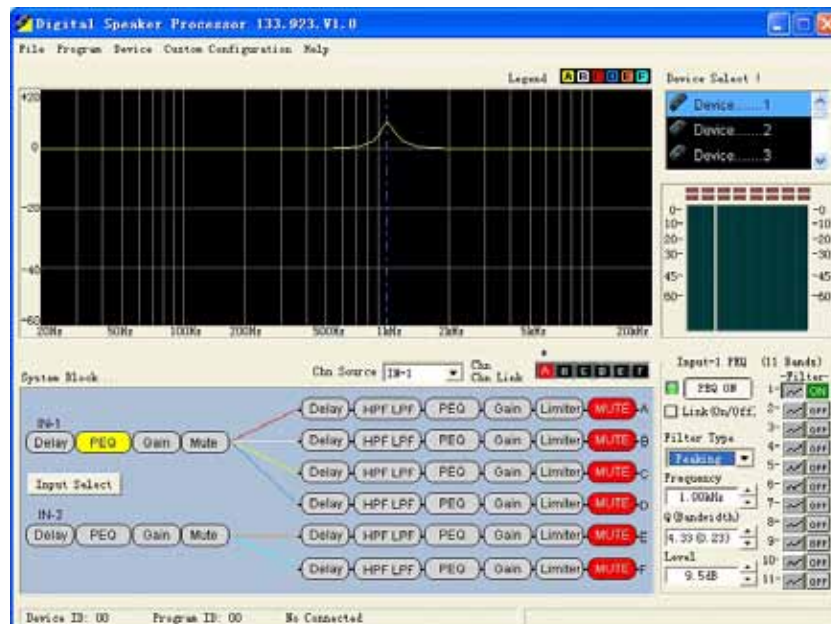 Digital Speaker Processor 133.923.V1.0
File Program Device Custom Configuration Help
Legend A B C D E F
Device Select !
Device.......1
Device.......2
Device.......3
+20
0
-20
-40
-60
20Hz 50Hz 100Hz 200Hz 500Hz 1kHz 2kHz 5kHz 20kHz
0- -0
10- -10
20- -20
30- -30
45- -45
60- -60
System Block
Chn Source IN-1
Chn
Chn Link
A B C D E F
IN-1
Delay PEQ Gain Mute
Input Select
IN-2
Delay PEQ Gain Mute
Delay HPF LPF PEQ Gain Limiter MUTE A
Delay HPF LPF PEQ Gain Limiter MUTE B
Delay HPF LPF PEQ Gain Limiter MUTE C
Delay HPF LPF PEQ Gain Limiter MUTE D
Delay HPF LPF PEQ Gain Limiter MUTE E
Delay HPF LPF PEQ Gain Limiter MUTE F
Input-1 PEQ (11 Bands)
PEQ ON
Link(On/Off)
Filter Type
Peaking
Frequency
1.00kHz
Q(Bandwidth)
4.33(0.23)
Level
9.5dB
Filter
1- ON
2- OFF
3- OFF
4- OFF
5- OFF
6- OFF
7- OFF
8- OFF
9- OFF
10- OFF
11- OFF
Device ID: 00 Program ID: 00 No Connected